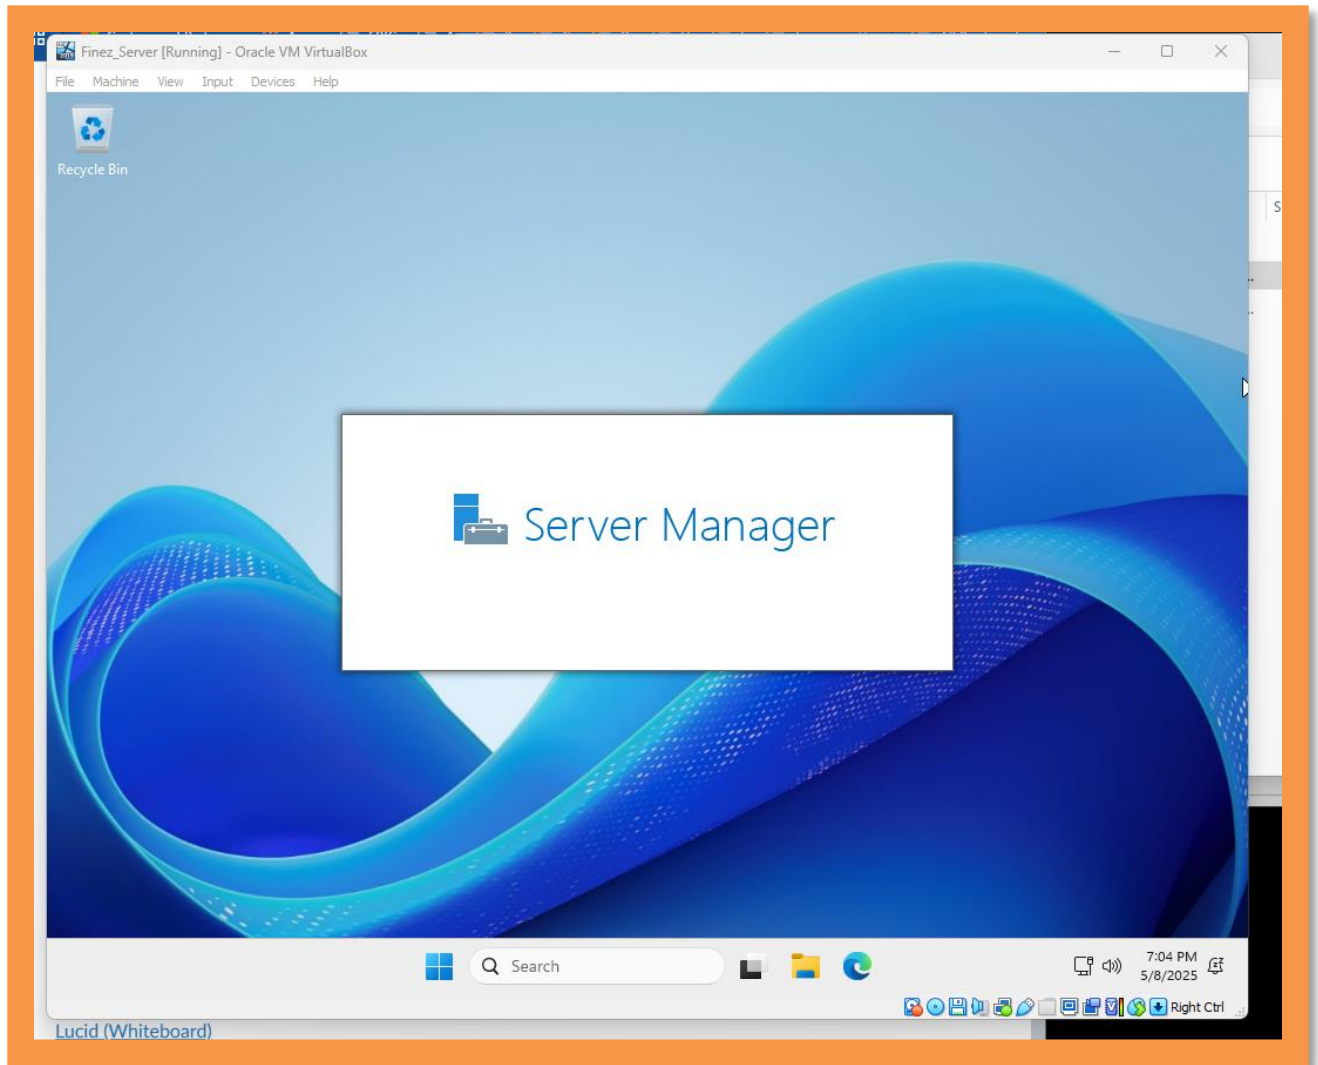 Finez_Server [Running] - Oracle VM VirtualBox
File Machine View Input Devices Help
Recycle Bin
S
Server Manager
Search
7:04 PM
5/8/2025
Right Ctrl
Lucid (Whiteboard)